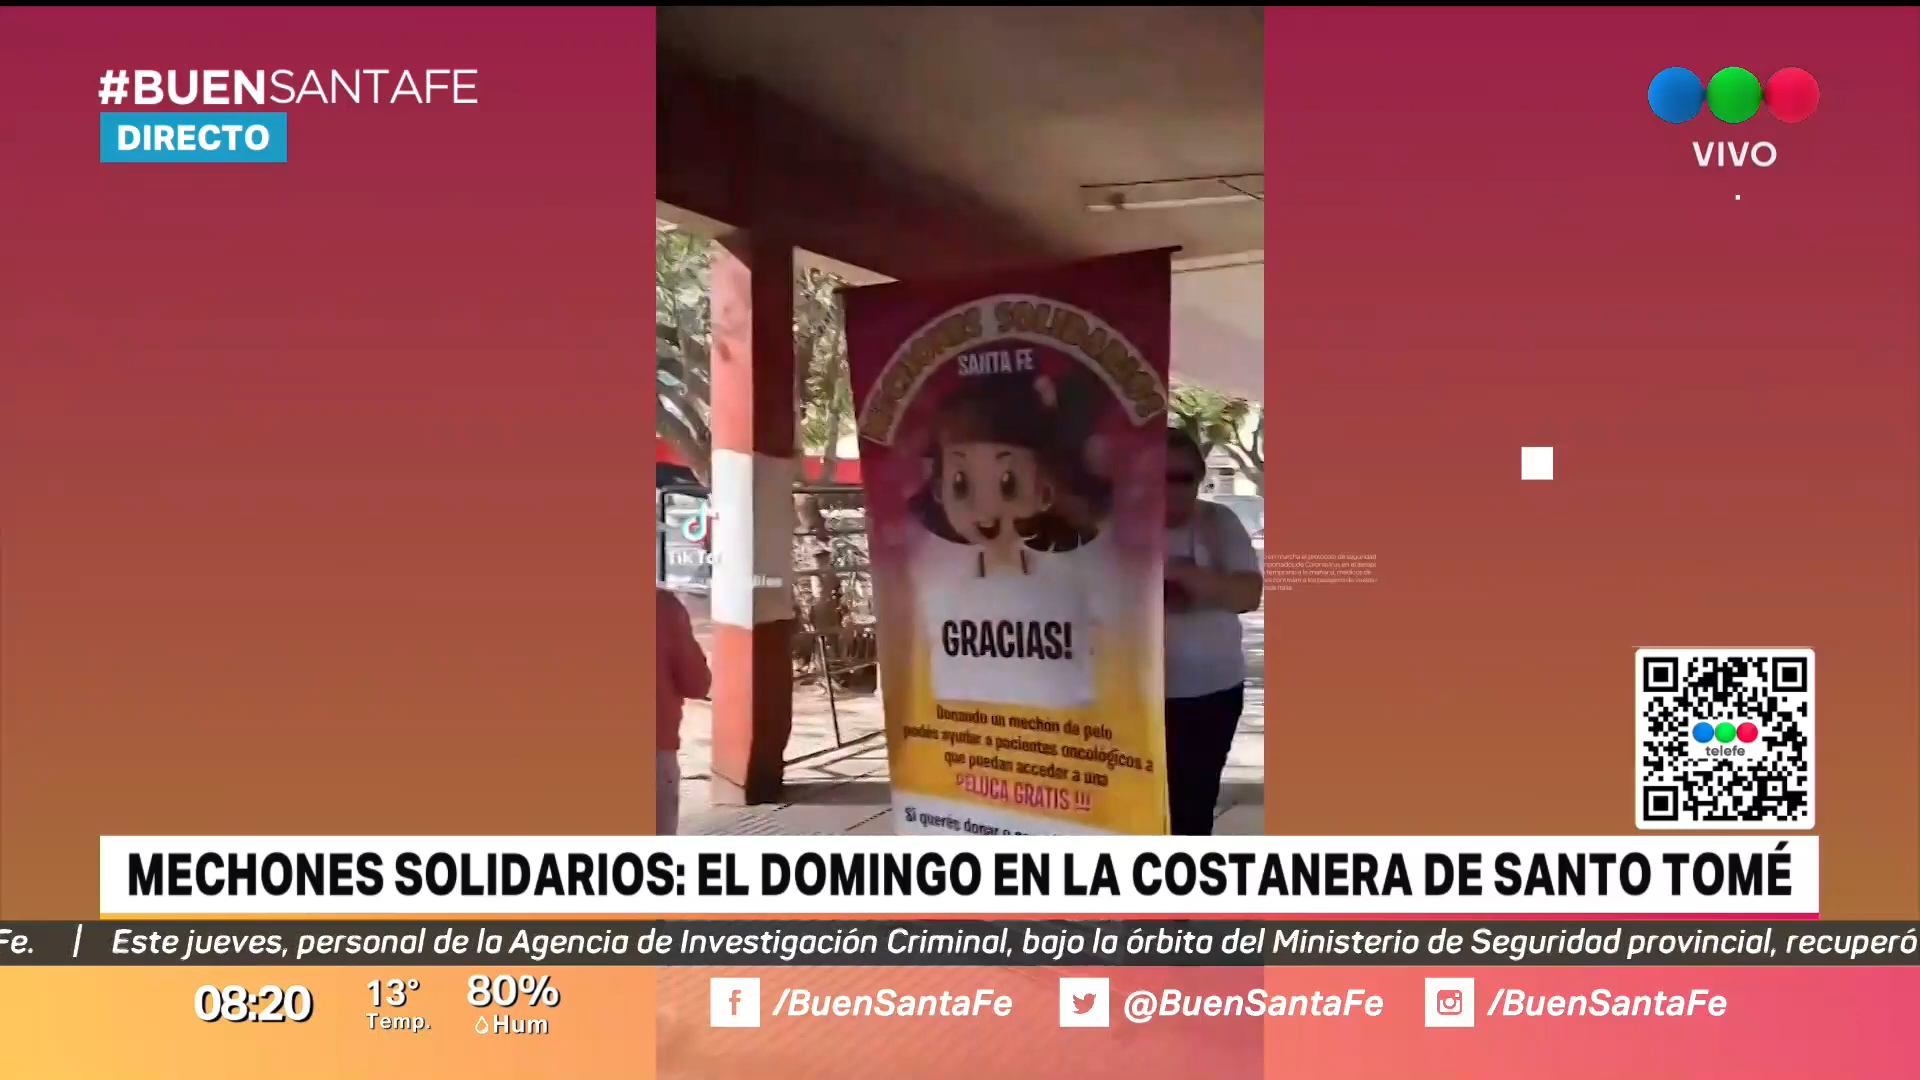 #BUENSANTAFE
DIRECTO
VIVO
MECHONES SOLIDARIOS
SANTA FE
TikTo
GRACIAS!
Donando un mechón de pelo
podés ayudar a pacientes oncológicos a
que puedan acceder a una
PELUCA GRATIS !!!
Si querés donar o
telefe
MECHONES SOLIDARIOS: EL DOMINGO EN LA COSTANERA DE SANTO TOMÉ
Fe. | Este jueves, personal de la Agencia de Investigación Criminal, bajo la órbita del Ministerio de Seguridad provincial, recuperó
08:20
13°
Temp.
80%
Hum
/BuenSantaFe
@BuenSantaFe
/BuenSantaFe